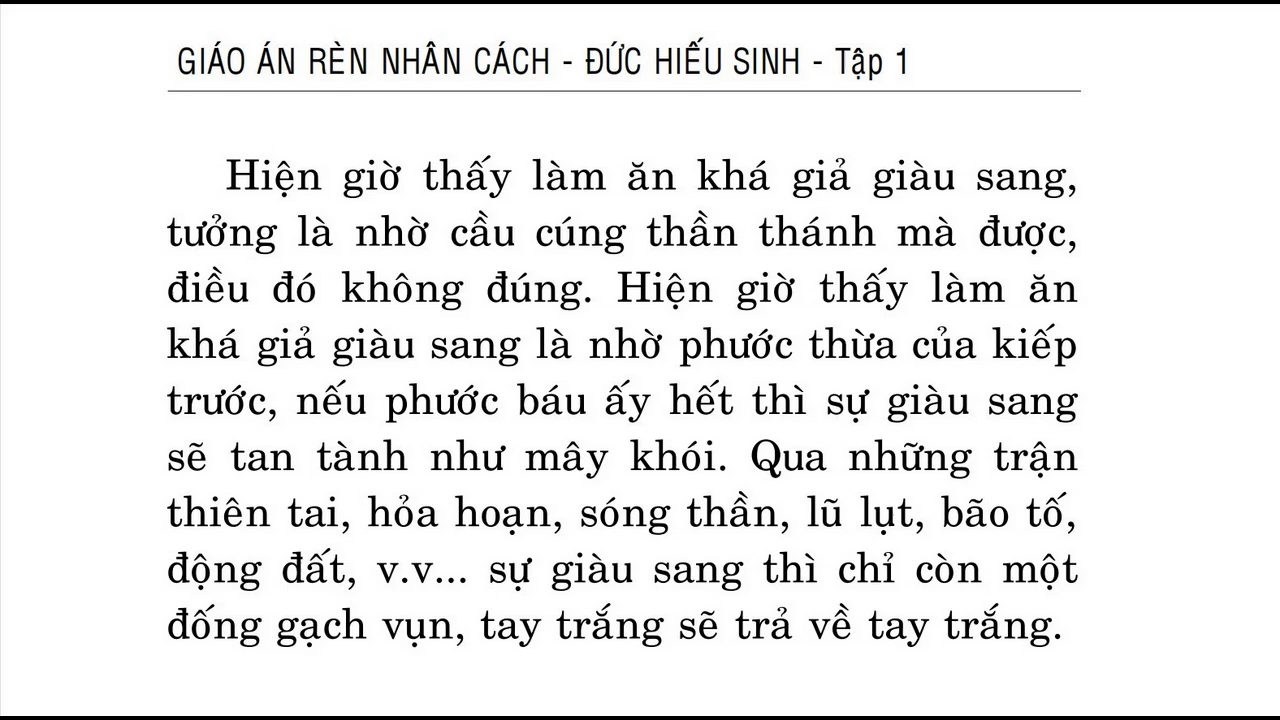 GIÁO ÁN RÈN NHÂN CÁCH - ĐỨC HIẾU SINH - Tập 1
Hiện giờ thấy làm ăn khá giả giàu sang,
tưởng là nhờ cầu cúng thần thánh mà được,
điều đó không đúng. Hiện giờ thấy làm ăn
khá giả giàu sang là nhờ phước thừa của kiếp
trước, nếu phước báu ấy hết thì sự giàu sang
sẽ tan tành như mây khói. Qua những trận
thiên tai, hỏa hoạn, sóng thần, lũ lụt, bão tố,
động đất, v.v... sự giàu sang thì chỉ còn một
đống gạch vụn, tay trắng sẽ trả về tay trắng.